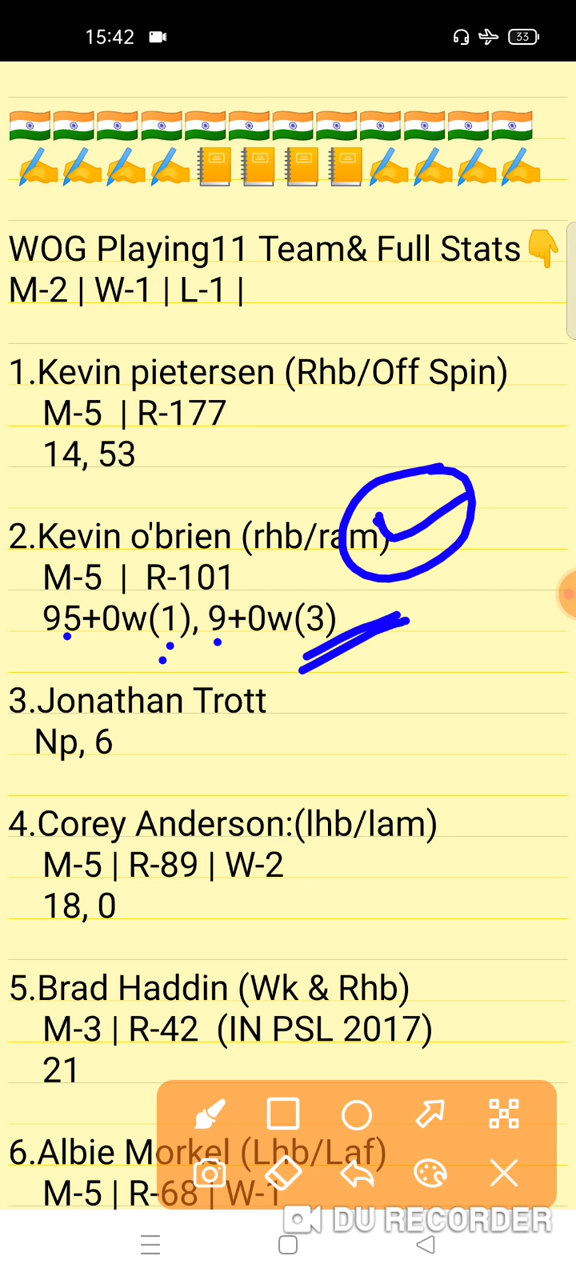 15:42
33
WOG Playing11 Team& Full Stats👇
M-2 | W-1 | L-1 |
1.Kevin pietersen (Rhb/Off Spin)
M-5 | R-177
14, 53
2.Kevin o'brien (rhb/ram)
M-5 | R-101
95+0w(1), 9+0w(3)
3.Jonathan Trott
Np, 6
4.Corey Anderson:(lhb/lam)
M-5 | R-89 | W-2
18, 0
5.Brad Haddin (Wk & Rhb)
M-3 | R-42 (IN PSL 2017)
21
6.Albie Morkel (Lhb/Laf)
M-5 | R-68 | W-1
DU RECORDER